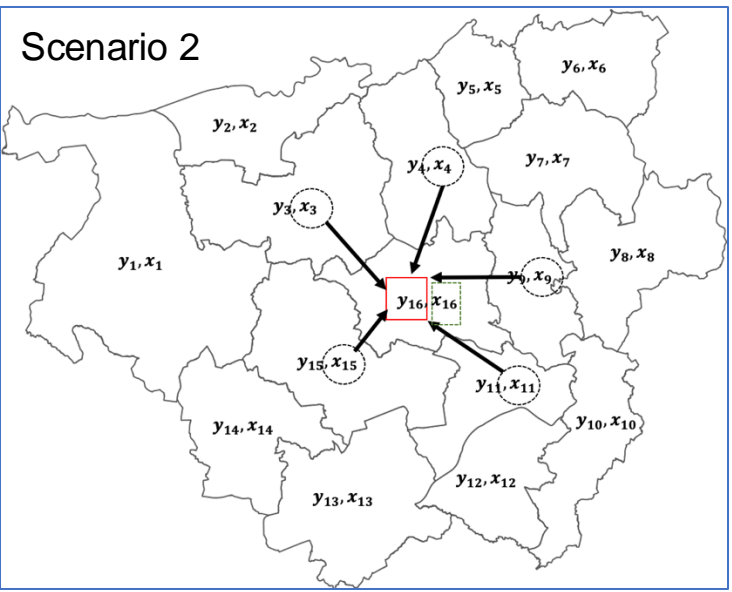 Scenario 2
y₆, x₆
y₅, x₅
y₂, x₂
y₇, x₇
y₄, x₄
y₃, x₃
y₁, x₁
y₈, x₈
y₉, x₉
y₁₆, x₁₆
y₁₅, x₁₅
y₁₁, x₁₁
y₁₄, x₁₄
y₁₀, x₁₀
y₁₂, x₁₂
y₁₃, x₁₃